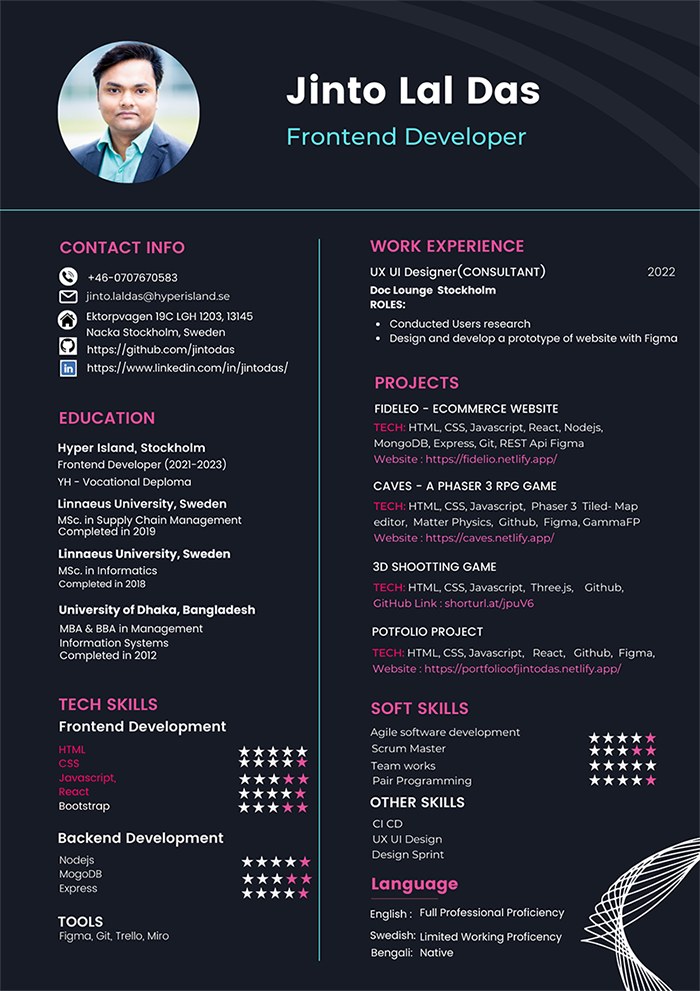 Jinto Lal Das
Frontend Developer
CONTACT INFO
+46-0707670583
jinto.laldas@hyperisland.se
Ektorpvagen 19C LGH 1203, 13145
Nacka Stockholm, Sweden
https://github.com/jintodas
in
https://www.linkedin.com/in/jintodas/
EDUCATION
Hyper Island, Stockholm
Frontend Developer (2021-2023)
YH - Vocational Deploma
Linnaeus University, Sweden
MSc. in Supply Chain Management
Completed in 2019
Linnaeus University, Sweden
MSc. in Informatics
Completed in 2018
University of Dhaka, Bangladesh
MBA & BBA in Management
Information Systems
Completed in 2012
TECH SKILLS
Frontend Development
HTML
CSS
Javascript,
React
Bootstrap
Backend Development
Nodejs
MogoDB
Express
TOOLS
Figma, Git, Trello, Miro
WORK EXPERIENCE
UX UI Designer(CONSULTANT) 2022
Doc Lounge Stockholm
ROLES:
• Conducted Users research
• Design and develop a prototype of website with Figma
PROJECTS
FIDELEO - ECOMMERCE WEBSITE
TECH: HTML, CSS, Javascript, React, Nodejs,
MongoDB, Express, Git, REST Api Figma
Website : https://fidelio.netlify.app/
CAVES - A PHASER 3 RPG GAME
TECH: HTML, CSS, Javascript, Phaser 3 Tiled- Map
editor, Matter Physics, Github, Figma, GammaFP
Website : https://caves.netlify.app/
3D SHOOTTING GAME
TECH: HTML, CSS, Javascript, Three.js, Github,
GitHub Link : shorturl.at/jpuV6
POTFOLIO PROJECT
TECH: HTML, CSS, Javascript, React, Github, Figma,
Website : https://portfolioofjintodas.netlify.app/
SOFT SKILLS
Agile software development
Scrum Master
Team works
Pair Programming
OTHER SKILLS
CI CD
UX UI Design
Design Sprint
Language
English : Full Professional Proficiency
Swedish: Limited Working Proficency
Bengali: Native